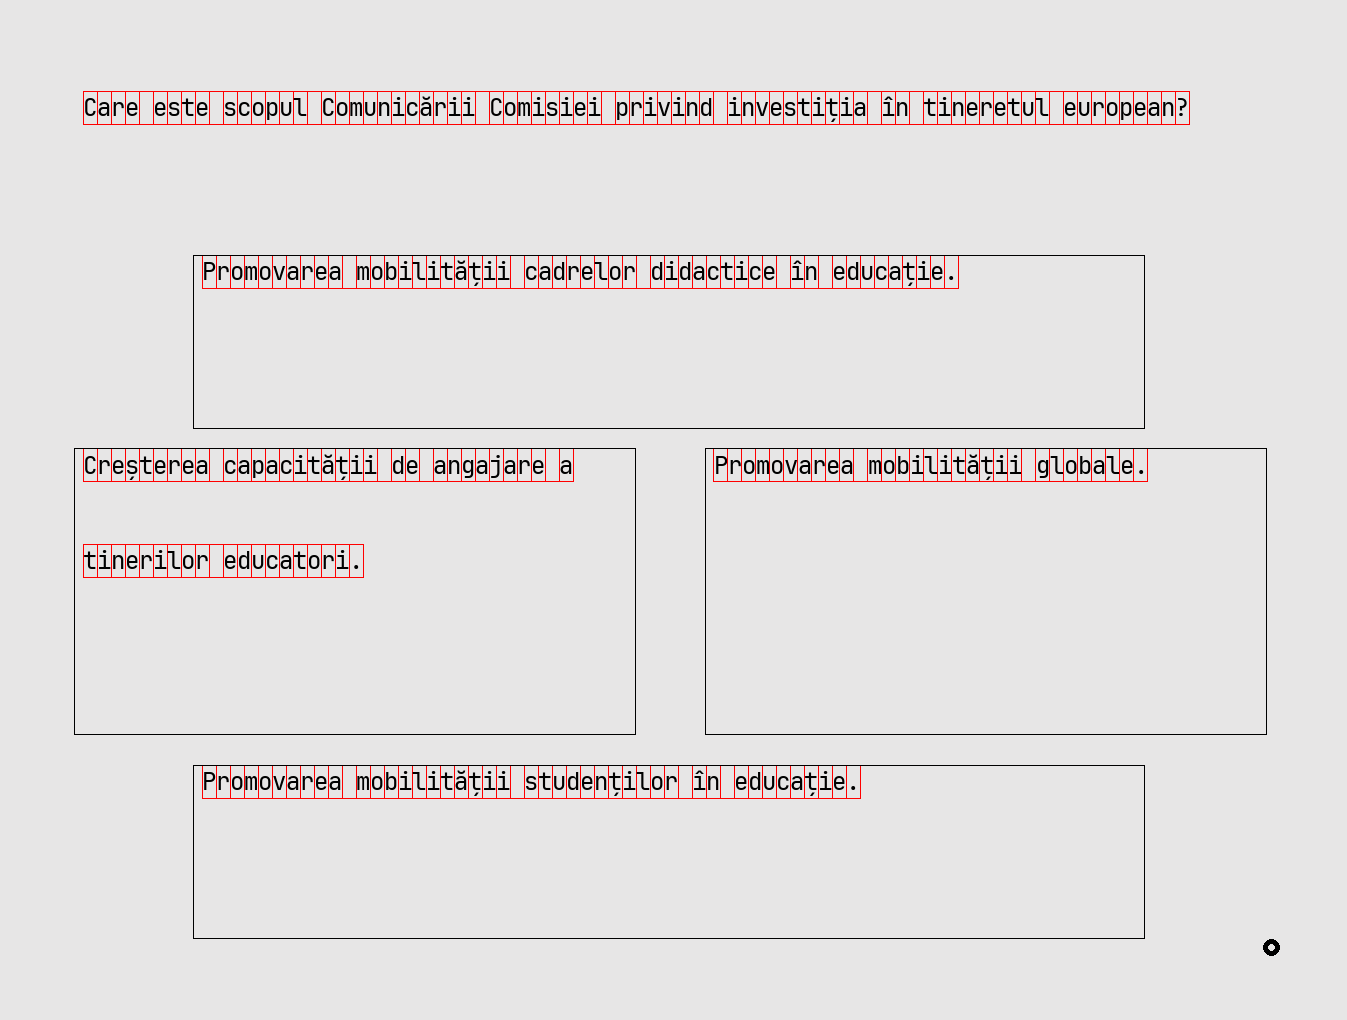 Care este scopul Comunicării Comisiei privind investiția în tineretul european?
Promovarea mobilității cadrelor didactice în educație.
Creșterea capacității de angajare a
tinerilor educatori.
Promovarea mobilității globale.
Promovarea mobilității studenților în educație.